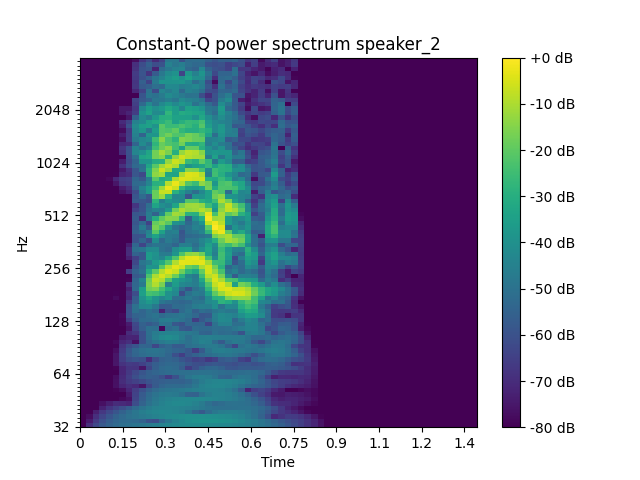 Constant-Q power spectrum speaker_2
Hz
2048
1024
512
256
128
64
32
0 0.15 0.3 0.45 0.6 0.75 0.9 1.1 1.2 1.4
Time
+0 dB
-10 dB
-20 dB
-30 dB
-40 dB
-50 dB
-60 dB
-70 dB
-80 dB